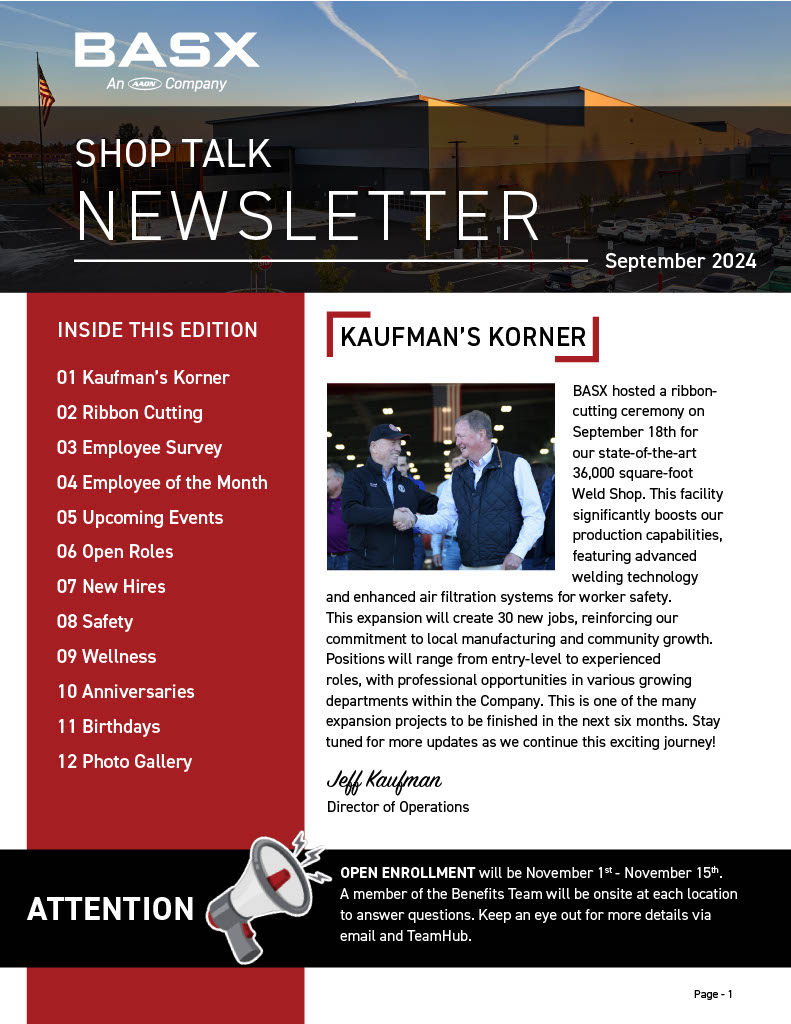 BASX
An AAON Company
SHOP TALK
NEWSLETTER
September 2024
INSIDE THIS EDITION
01 Kaufman's Korner
02 Ribbon Cutting
03 Employee Survey
04 Employee of the Month
05 Upcoming Events
06 Open Roles
07 New Hires
08 Safety
09 Wellness
10 Anniversaries
11 Birthdays
12 Photo Gallery
KAUFMAN'S KORNER
BASX hosted a ribbon-
cutting ceremony on
September 18th for
our state-of-the-art
36,000 square-foot
Weld Shop. This facility
significantly boosts our
production capabilities,
featuring advanced
welding technology
and enhanced air filtration systems for worker safety.
This expansion will create 30 new jobs, reinforcing our
commitment to local manufacturing and community growth.
Positions will range from entry-level to experienced
roles, with professional opportunities in various growing
departments within the Company. This is one of the many
expansion projects to be finished in the next six months. Stay
tuned for more updates as we continue this exciting journey!
Jeff Kaufman
Director of Operations
ATTENTION
OPEN ENROLLMENT will be November 1st - November 15th.
A member of the Benefits Team will be onsite at each location
to answer questions. Keep an eye out for more details via
email and TeamHub.
Page - 1